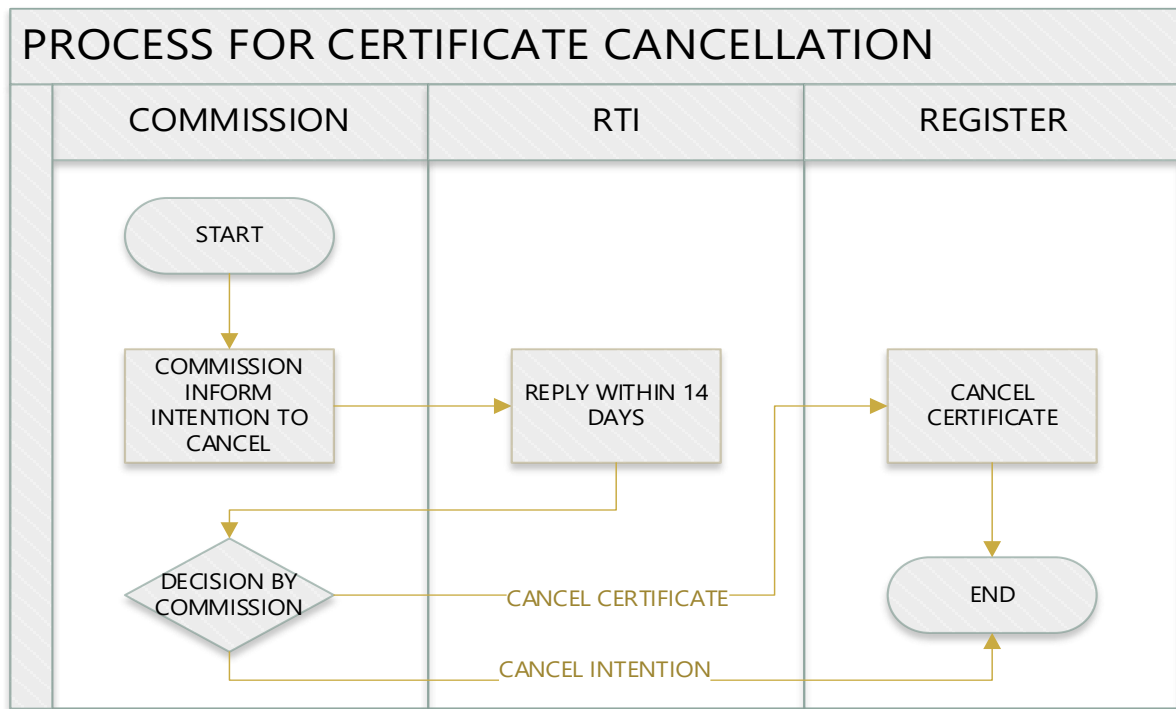 PROCESS FOR CERTIFICATE CANCELLATION
COMMISSION
RTI
REGISTER
START
COMMISSION
INFORM
INTENTION TO
CANCEL
REPLY WITHIN 14
DAYS
CANCEL
CERTIFICATE
DECISION BY
COMMISSION
CANCEL CERTIFICATE
END
CANCEL INTENTION